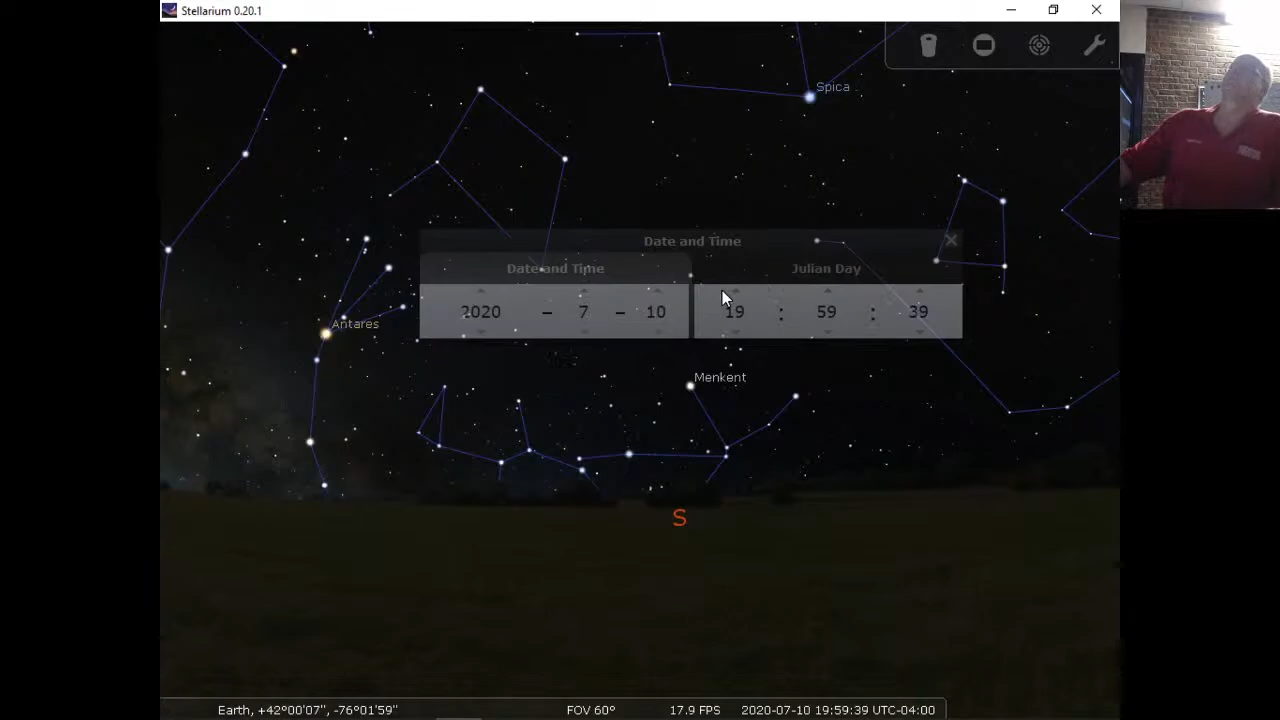 Stellarium 0.20.1
Spica
Date and Time
Date and Time
Julian Day
2020 - 7 - 10 19 : 59 : 39
Antares
Menkent
S
Earth, +42°00'07", -76°01'59" FOV 60° 17.9 FPS 2020-07-10 19:59:39 UTC-04:00